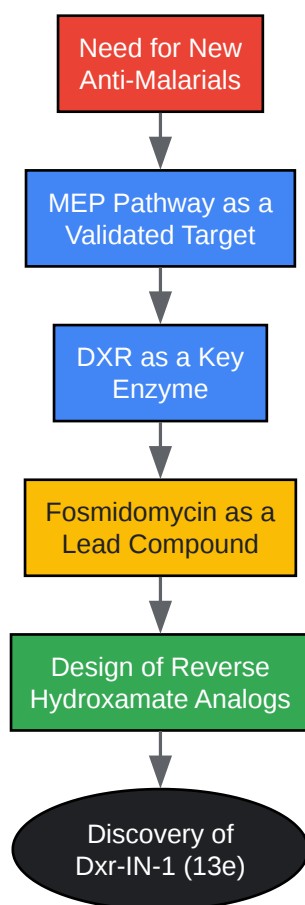 Need for New
Anti-Malarials
MEP Pathway as a
Validated Target
DXR as a Key
Enzyme
Fosmidomycin as a
Lead Compound
Design of Reverse
Hydroxamate Analogs
Discovery of
Dxr-IN-1 (13e)